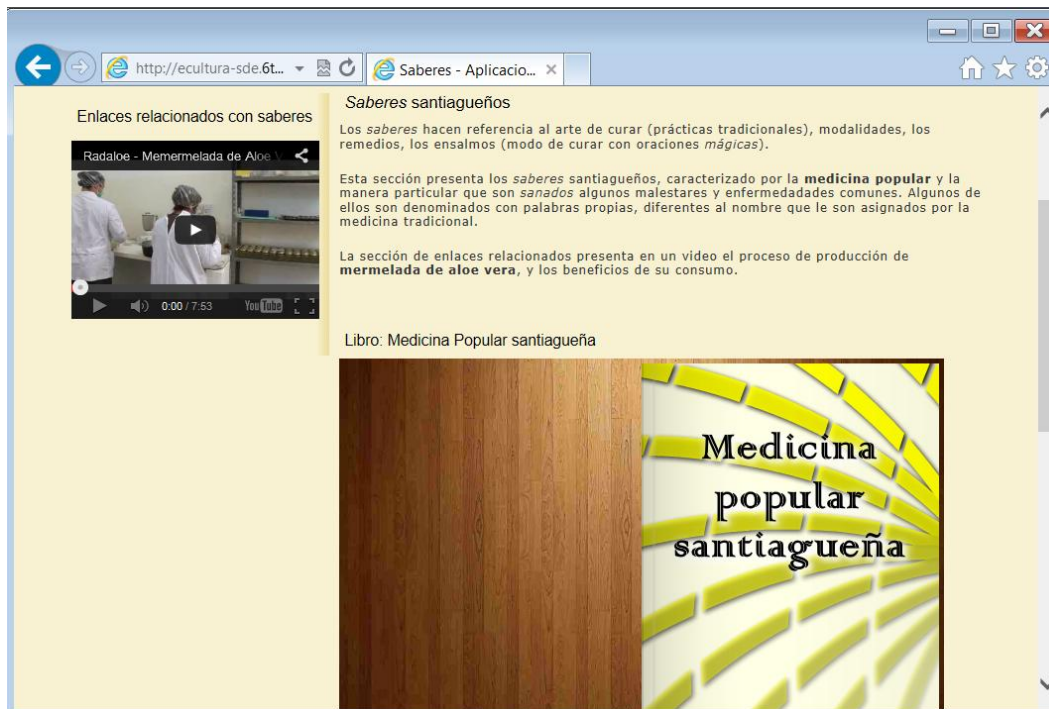 http://ecultura-sde.6t...
Saberes - Aplicacio...
Enlaces relacionados con saberes
Radaloe - Memermelada de Aloe V
0:00 / 7:53
YouTube
Saberes santiagueños
Los saberes hacen referencia al arte de curar (prácticas tradicionales), modalidades, los
remedios, los ensalmos (modo de curar con oraciones mágicas).
Esta sección presenta los saberes santiagueños, caracterizado por la medicina popular y la
manera particular que son sanados algunos malestares y enfermedadades comunes. Algunos de
ellos son denominados con palabras propias, diferentes al nombre que le son asignados por la
medicina tradicional.
La sección de enlaces relacionados presenta en un video el proceso de producción de
mermelada de aloe vera, y los beneficios de su consumo.
Libro: Medicina Popular santiagueña
Medicina
popular
santiagueña